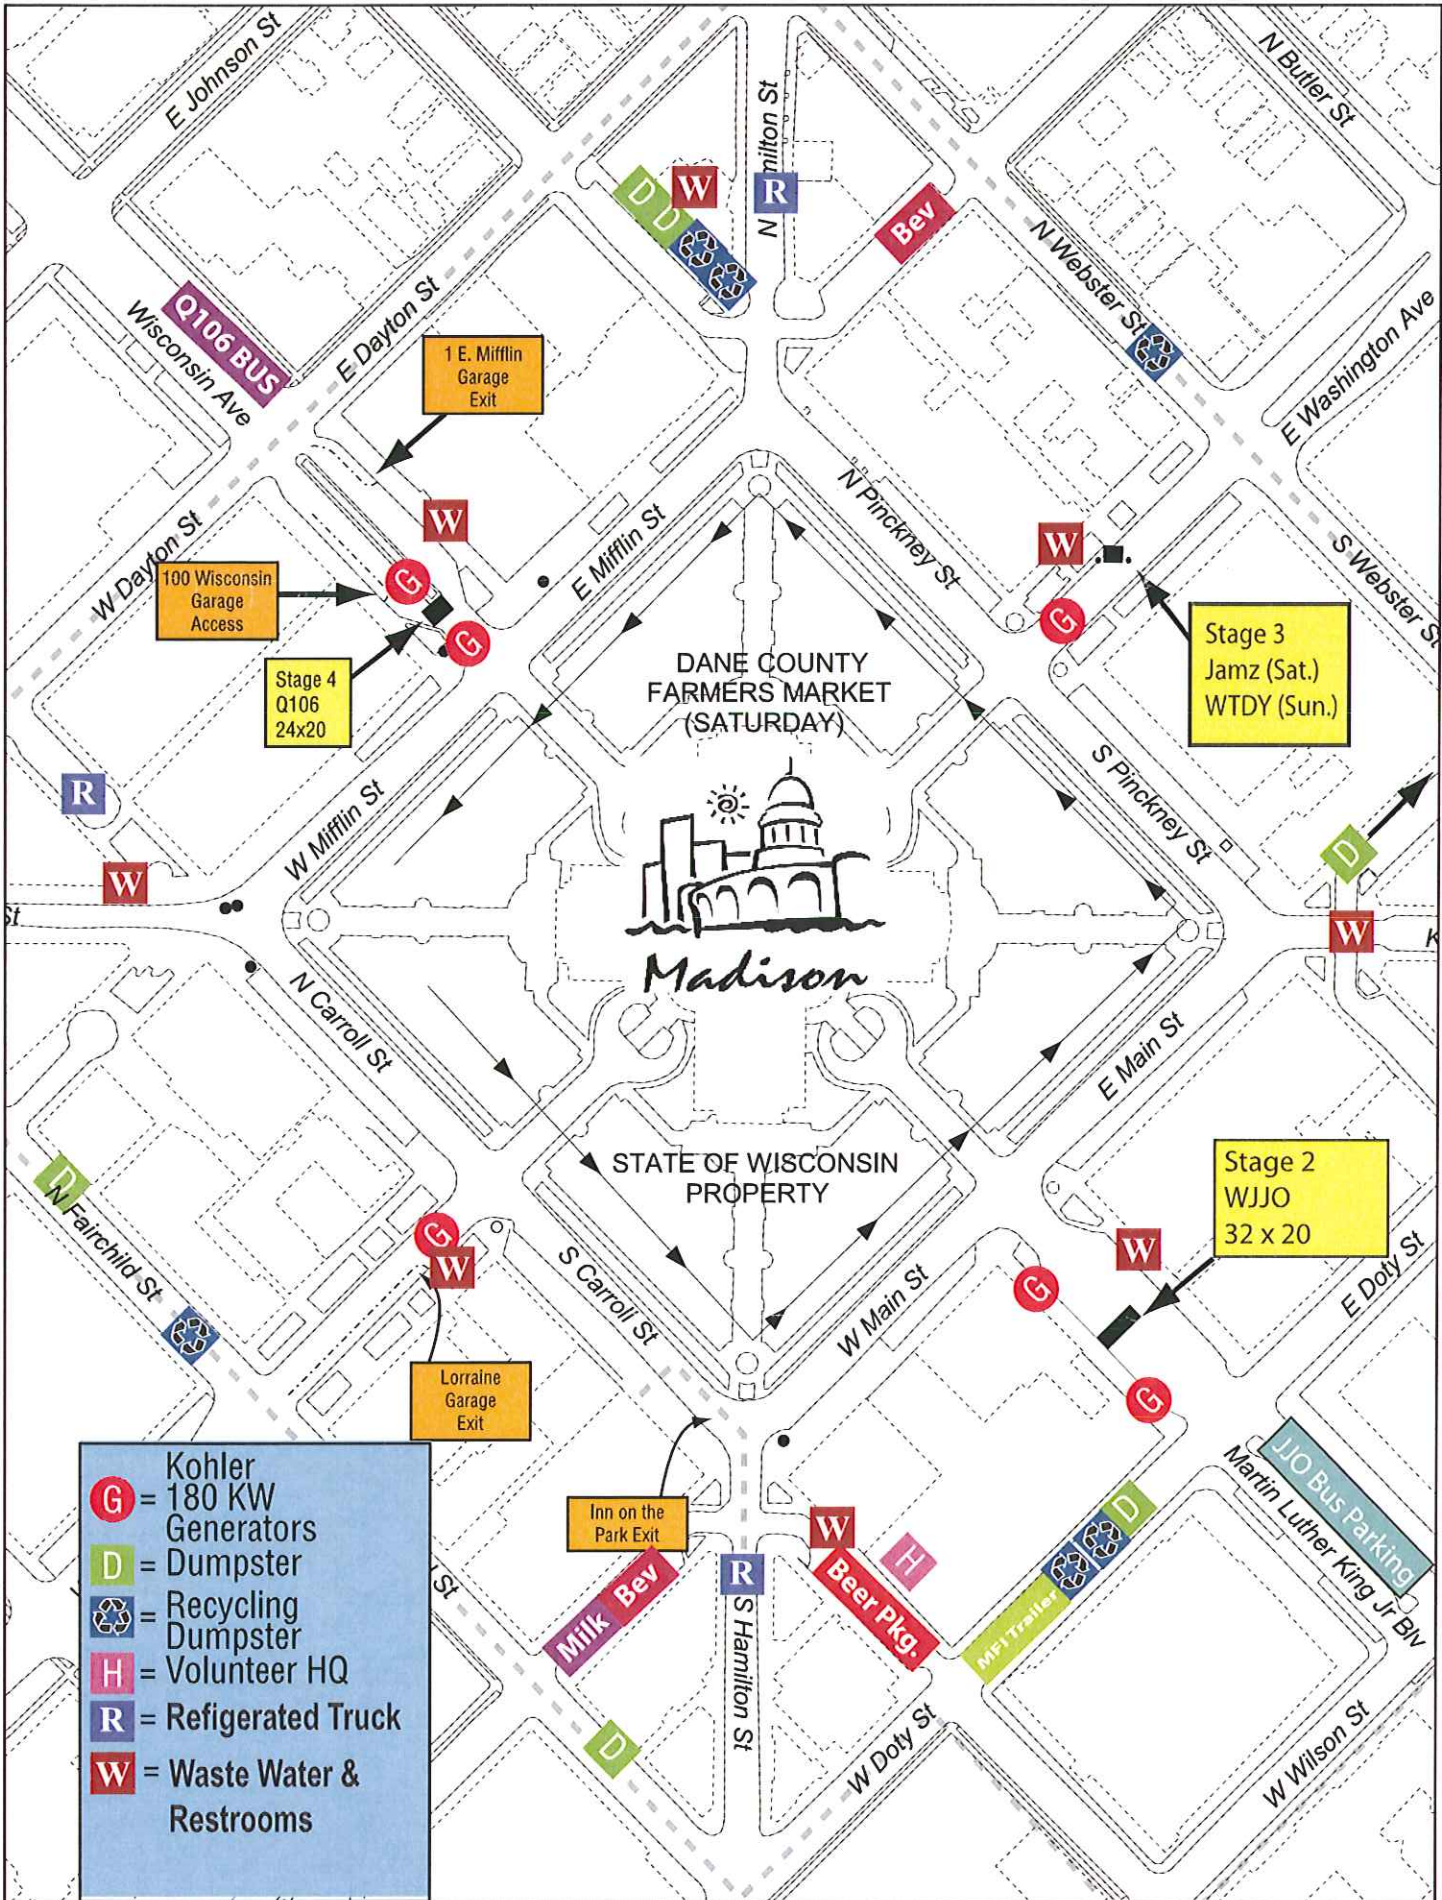 E Johnson St
N Hamilton St
N Butler St
D
D
W
R
Bev
N Webster St
Q106 BUS
Wisconsin Ave
E Dayton St
1 E. Mifflin
Garage
Exit
E Washington Ave
W
E Mifflin St
N Pinckney St
W
S Webster St
W Dayton St
100 Wisconsin
Garage
Access
G
G
G
Stage 3
Jamz (Sat.)
WTDY (Sun.)
Stage 4
Q106
24x20
DANE COUNTY
FARMERS MARKET
(SATURDAY)
R
W Mifflin St
S Pinckney St
D
W
St
W
K
Madison
N Carroll St
E Main St
D
N Fairchild St
STATE OF WISCONSIN
PROPERTY
Stage 2
WJJO
32 x 20
G
W
S Carroll St
W Main St
G
W
E Doty St
Lorraine
Garage
Exit
G
Inn on the
Park Exit
JJO Bus Parking
Martin Luther King Jr Blv
Milk
Bev
R
W
Beer Pkg.
H
MFI Trailer
D
St
S Hamilton St
D
W Doty St
W Wilson St
Kohler
G = 180 KW
Generators
D = Dumpster
= Recycling
Dumpster
H = Volunteer HQ
R = Refigerated Truck
W = Waste Water &
Restrooms